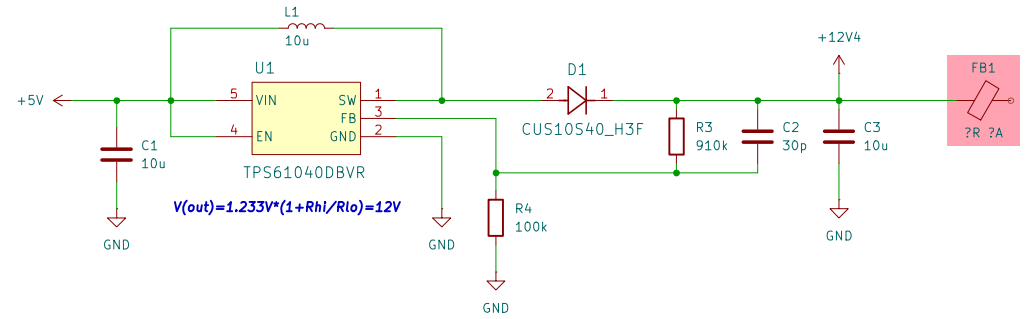 L1
10u
+12V4
U1
D1
FB1
+5V
5
VIN
SW
1
2
1
FB
3
4
EN
GND
2
CUS10S40_H3F
R3
910k
C2
30p
C3
10u
?R ?A
C1
10u
TPS61040DBVR
V(out)=1.233V*(1+Rhi/Rlo)=12V
R4
100k
GND
GND
GND
GND